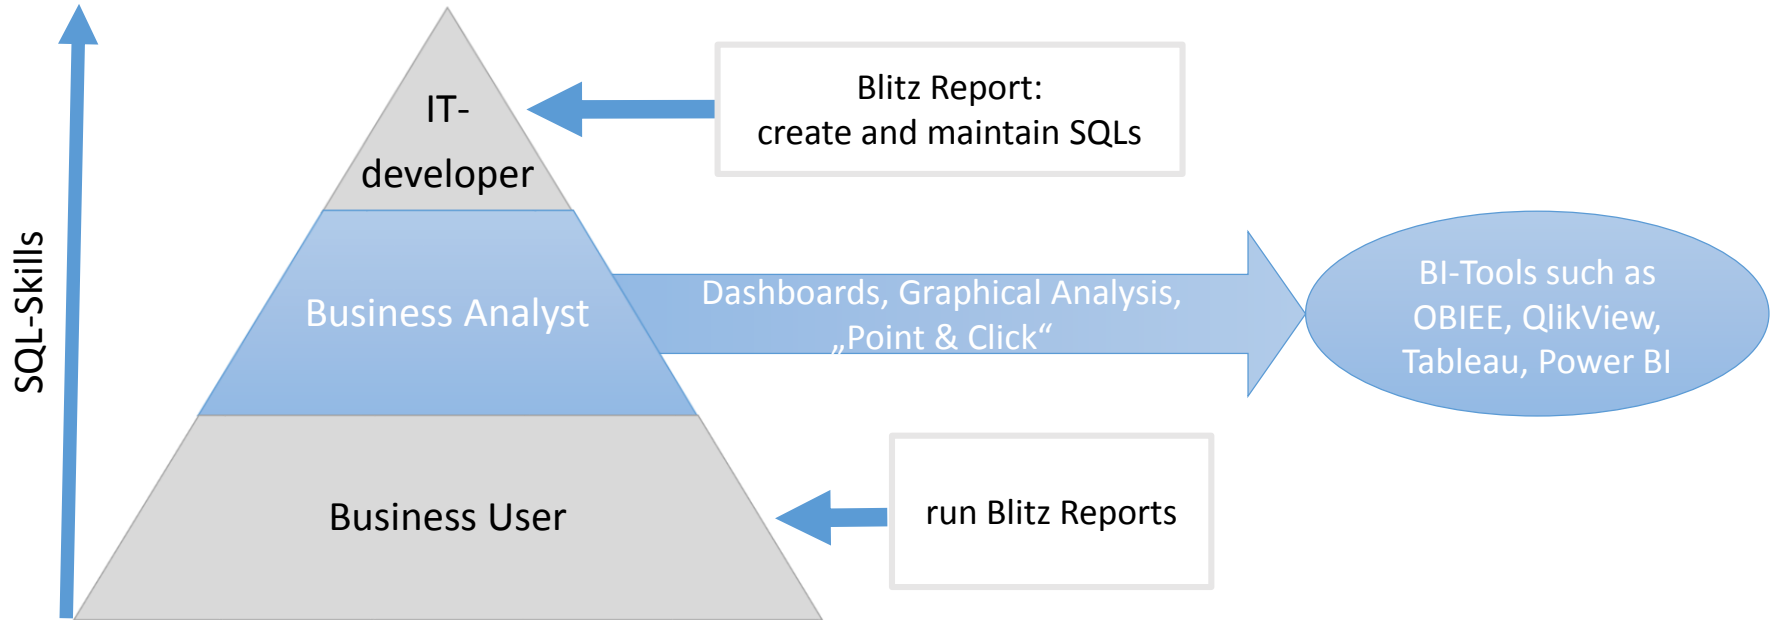 SQL-Skills
IT-
developer
Blitz Report:
create and maintain SQLs
Business Analyst
Dashboards, Graphical Analysis,
„Point & Click“
BI-Tools such as
OBIEE, QlikView,
Tableau, Power BI
Business User
run Blitz Reports